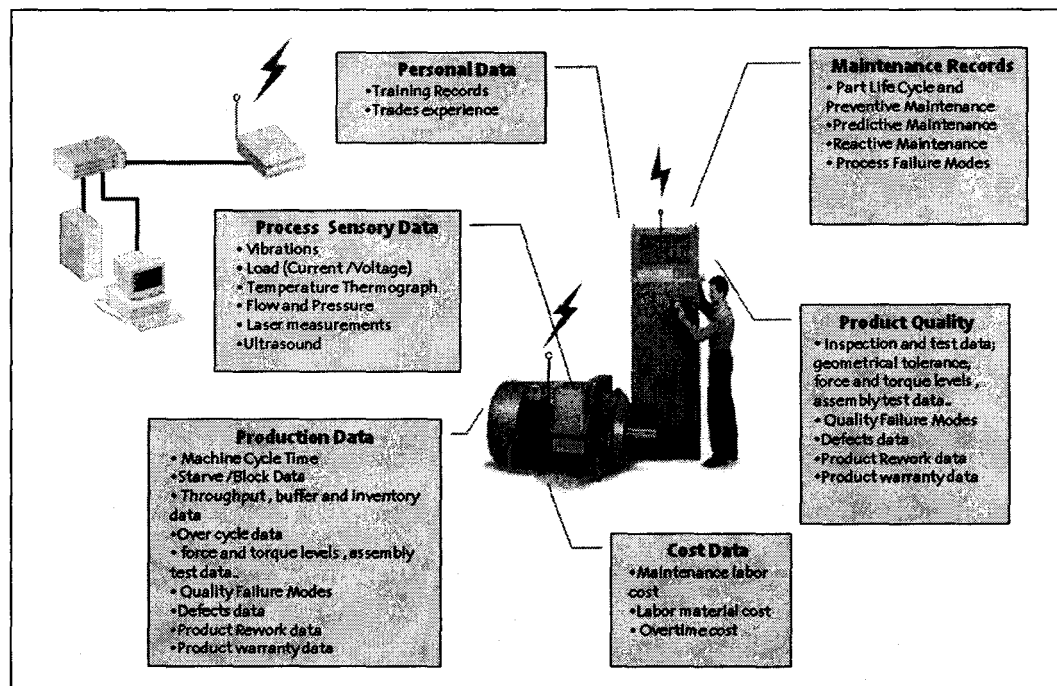 Personal Data
•Training Records
•Trades experience
Maintenance Records
• Part Life Cycle and
Preventive Maintenance
•Predictive Maintenance
•Reactive Maintenance
• Process Failure Modes
Process Sensory Data
• Vibrations
• Load (Current /Voltage)
• Temperature Thermograph
• Flow and Pressure
• Laser measurements
•Ultrasound
Product Quality
• Inspection and test data;
geometrical tolerance,
force and torque levels ,
assembly test data..
• Quality Failure Modes
•Defects data
•Product Rework data
•Product warranty data
Production Data
• Machine Cycle Time
•Starve /Block Data
• Throughput , buffer and inventory
data
•Over cycle data
• force and torque levels , assembly
test data..
• Quality Failure Modes
•Defects data
•Product Rework data
•Product warranty data
Cost Data
•Maintenance labor
cost
•Labor material cost
•Overtime cost